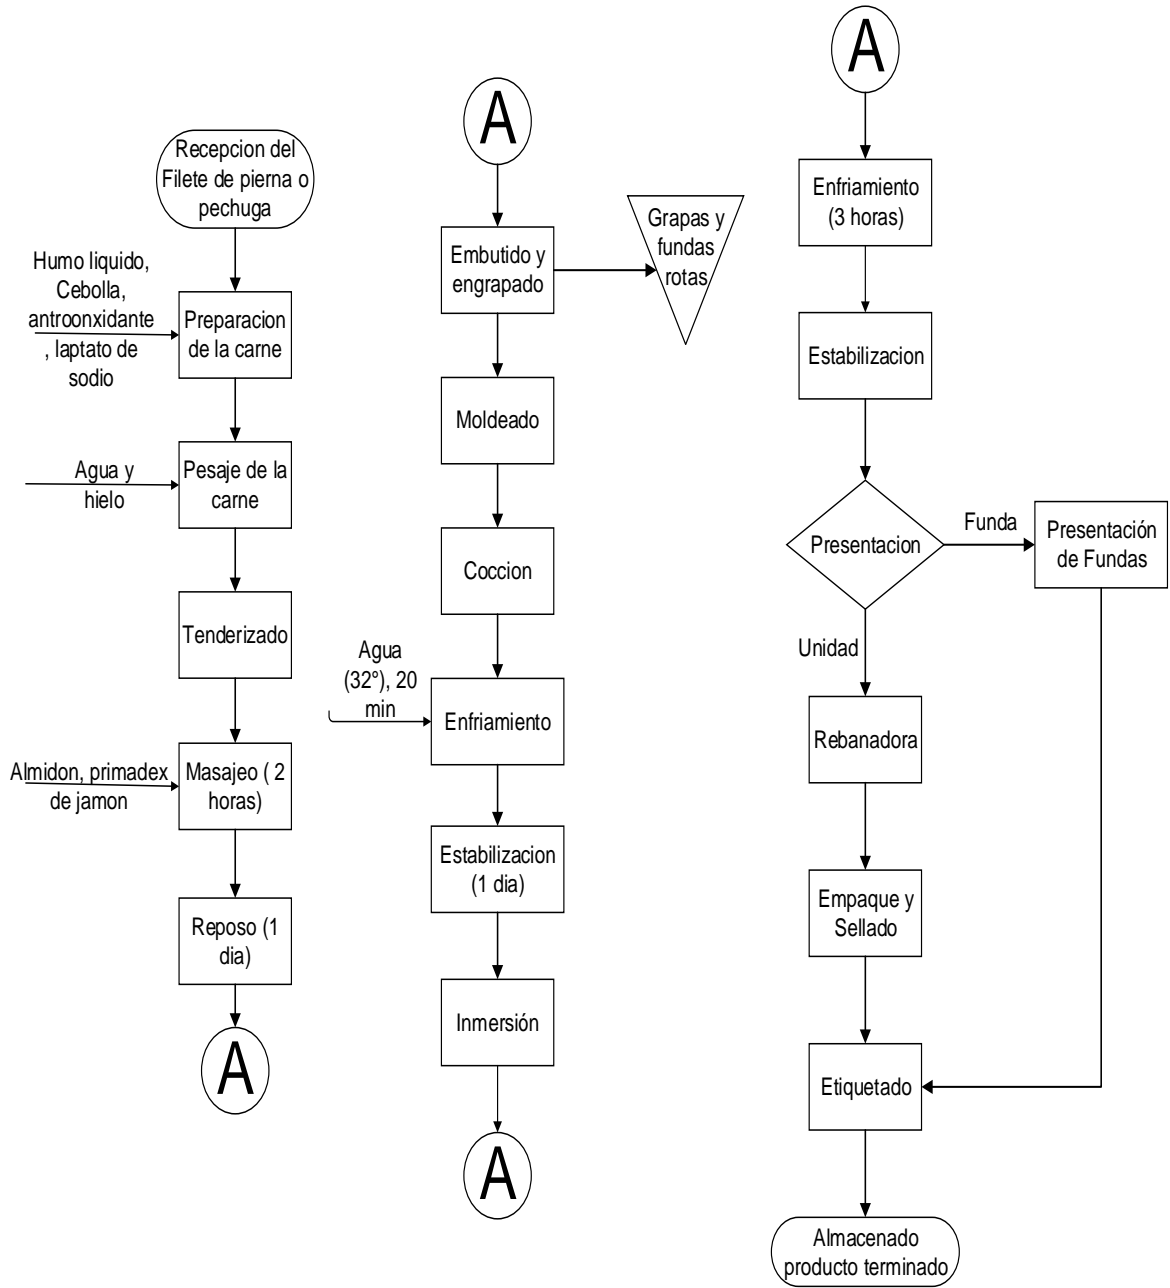 Recepcion del
Filete de pierna o
pechuga
Humo liquido,
Cebolla,
antroonxidante
, laptato de
sodio
Preparacion
de la carne
Agua y
hielo
Pesaje de la
carne
Tenderizado
Almidon, primadex
de jamon
Masajeo ( 2
horas)
Reposo (1
dia)
A
A
Embutido y
engrapado
Grapas y
fundas
rotas
Moldeado
Coccion
Agua
(32°), 20
min
Enfriamiento
Estabilizacion
(1 dia)
Inmersión
A
A
Enfriamiento
(3 horas)
Estabilizacion
Presentacion
Funda
Presentación
de Fundas
Unidad
Rebanadora
Empaque y
Sellado
Etiquetado
Almacenado
producto terminado